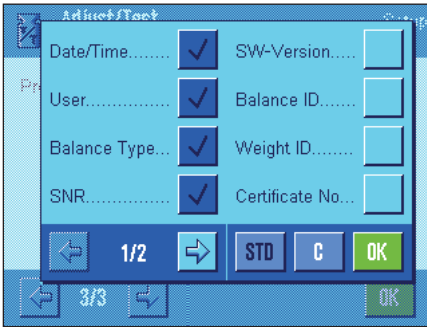 Adjust/Test
Date/Time........
SW-Version.....
User...............
Balance ID.......
Balance Type...
Weight ID........
SNR...............
Certificate No...
1/2
STD
C
OK
3/3
OK